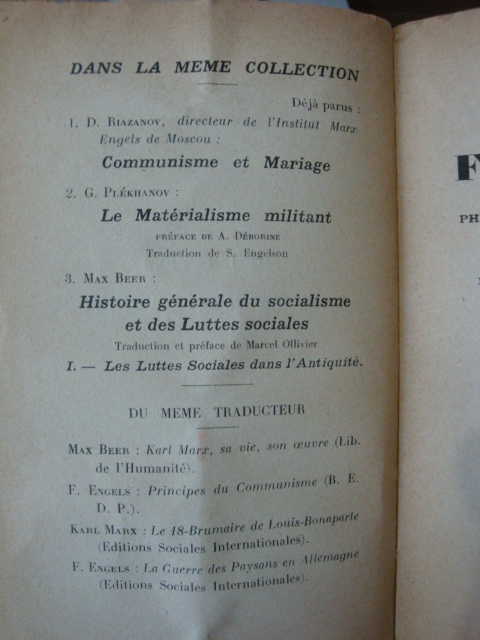 DANS LA MEME COLLECTION
Déjà parus :
1. D. RIAZANOV, directeur de l'Institut Marx
Engels de Moscou :
Communisme et Mariage
2. G. PLÉKHANOV :
Le Matérialisme militant
PRÉFACE DE A. DÉBORINE
Traduction de S. Engelson
3. MAX BEER :
Histoire générale du socialisme
et des Luttes sociales
Traduction et préface de Marcel Ollivier
I. — Les Luttes Sociales dans l'Antiquité.
DU MEME TRADUCTEUR
MAX BEER : Karl Marx, sa vie, son œuvre (Lib.
de l'Humanité).
F. ENGELS : Principes du Communisme (B. E.
D. P.).
KARL MARX : Le 18-Brumaire de Louis-Bonaparte
(Editions Sociales Internationales).
F. ENGELS : La Guerre des Paysans en Allemagne
(Editions Sociales Internationales).
F
PH